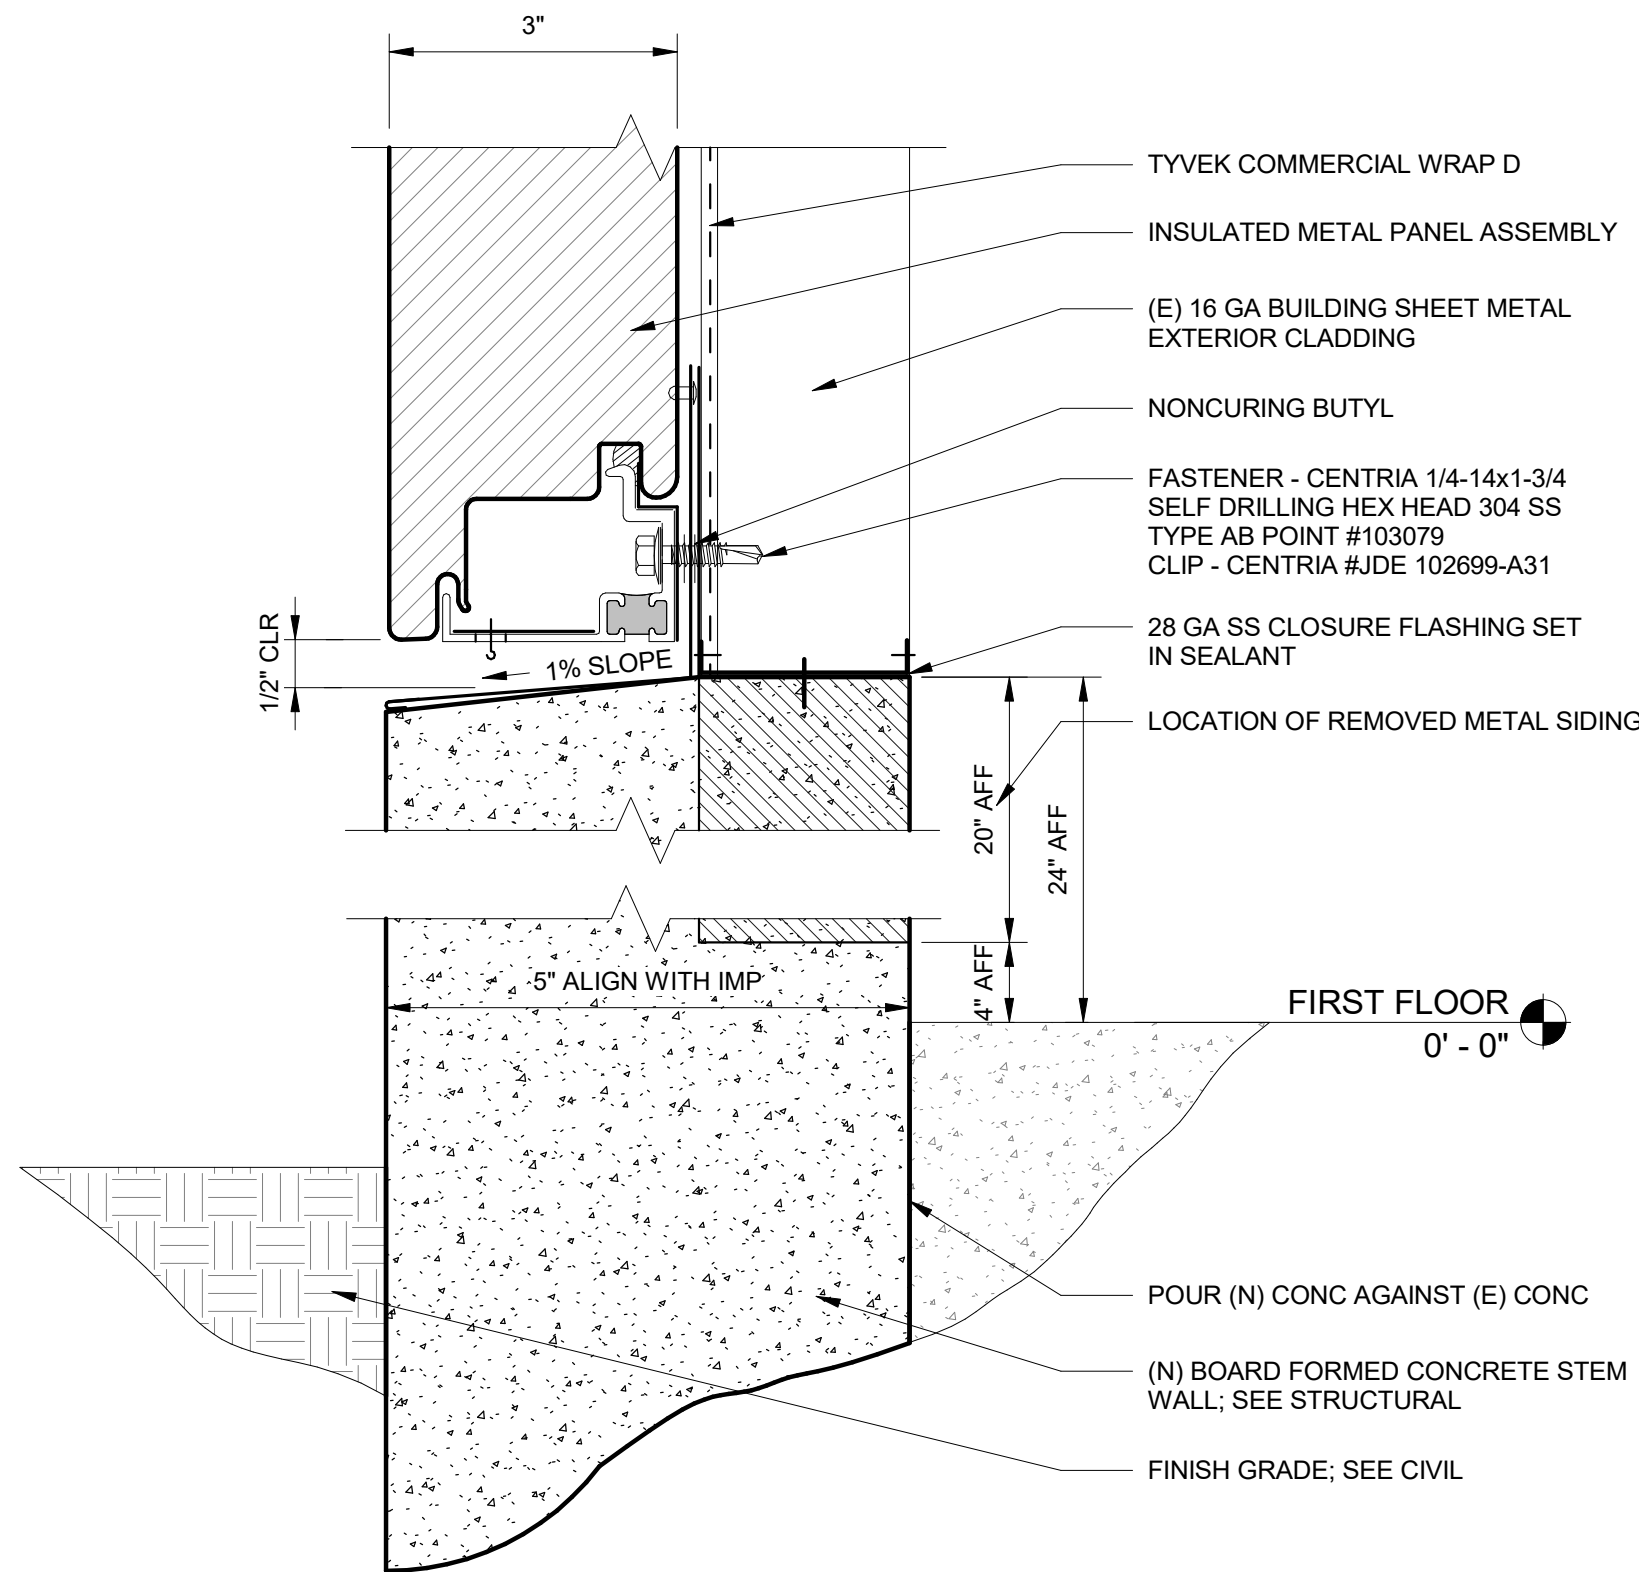 3"
TYVEK COMMERCIAL WRAP D
INSULATED METAL PANEL ASSEMBLY
(E) 16 GA BUILDING SHEET METAL
EXTERIOR CLADDING
NONCURING BUTYL
FASTENER - CENTRIA 1/4-14x1-3/4
SELF DRILLING HEX HEAD 304 SS
TYPE AB POINT #103079
CLIP - CENTRIA #JDE 102699-A31
1/2" CLR
1% SLOPE
28 GA SS CLOSURE FLASHING SET
IN SEALANT
LOCATION OF REMOVED METAL SIDING
20" AFF
24" AFF
4" AFF
5" ALIGN WITH IMP
FIRST FLOOR
0' - 0"
POUR (N) CONC AGAINST (E) CONC
(N) BOARD FORMED CONCRETE STEM
WALL; SEE STRUCTURAL
FINISH GRADE; SEE CIVIL